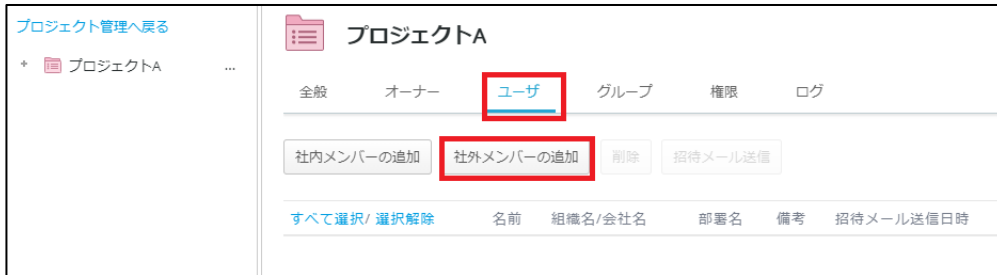 プロジェクト管理へ戻る
+ プロジェクトA ...
プロジェクトA
全般 オーナー ユーザ グループ 権限 ログ
社内メンバーの追加 社外メンバーの追加 削除 招待メール送信
すべて選択/ 選択解除 名前 組織名/会社名 部署名 備考 招待メール送信日時